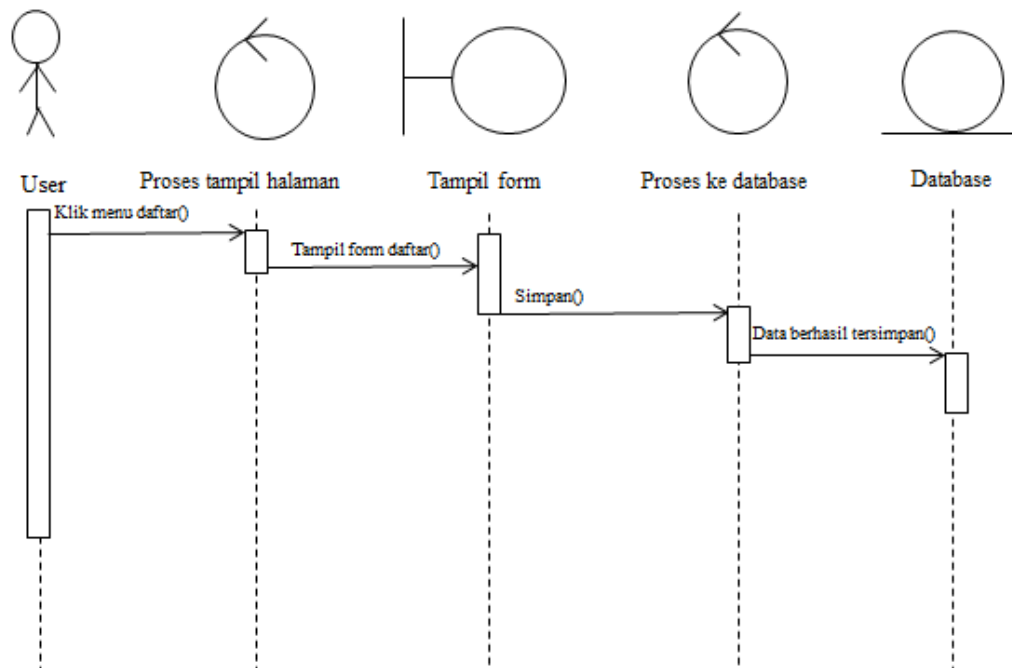 User
Proses tampil halaman
Tampil form
Proses ke database
Database
Klik menu daftar()
Tampil form daftar()
Simpan()
Data berhasil tersimpan()